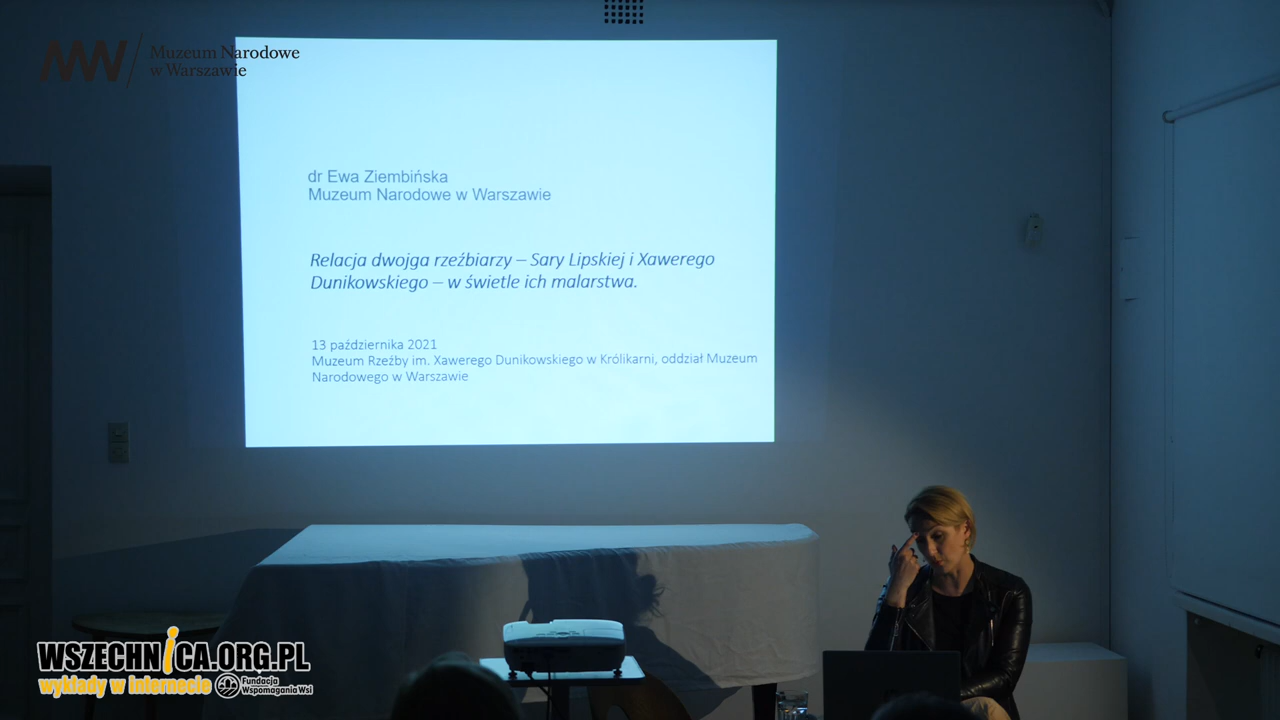 MW
Muzeum Narodowe
w Warszawie
dr Ewa Ziembińska
Muzeum Narodowe w Warszawie
Relacja dwojga rzeźbiarzy – Sary Lipskiej i Xawerego
Dunikowskiego – w świetle ich malarstwa.
13 października 2021
Muzeum Rzeźby im. Xawerego Dunikowskiego w Królikarni, oddział Muzeum
Narodowego w Warszawie
WSZECHNiCA.ORG.PL
wykłady w internecie
Fundacja
Wspomagania Wsi